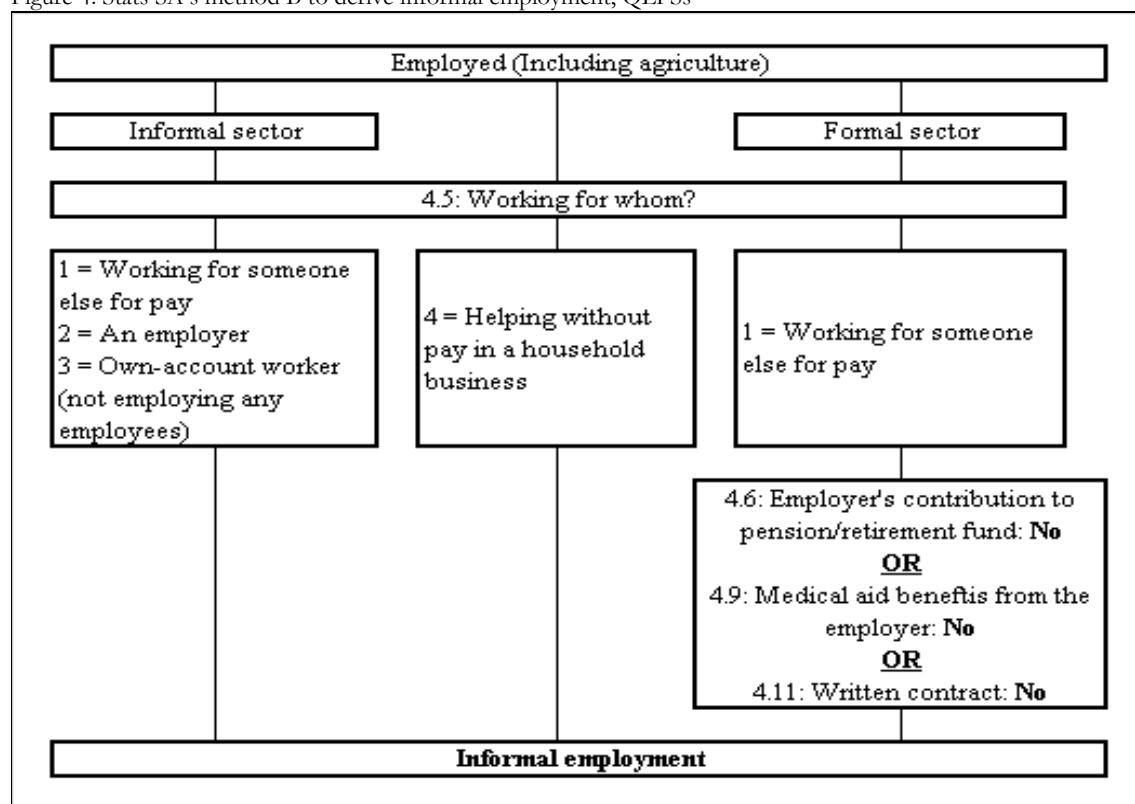 Figure 4: Stats SA's method B to derive informal employment, QLFSs
Employed (Including agriculture)
Informal sector
Formal sector
4.5: Working for whom?
1 = Working for someone
else for pay
2 = An employer
3 = Own-account worker
(not employing any
employees)
4 = Helping without
pay in a household
business
1 = Working for someone
else for pay
4.6: Employer's contribution to
pension/retirement fund: No
OR
4.9: Medical aid beneftis from the
employer: No
OR
4.11: Written contract: No
Informal employment